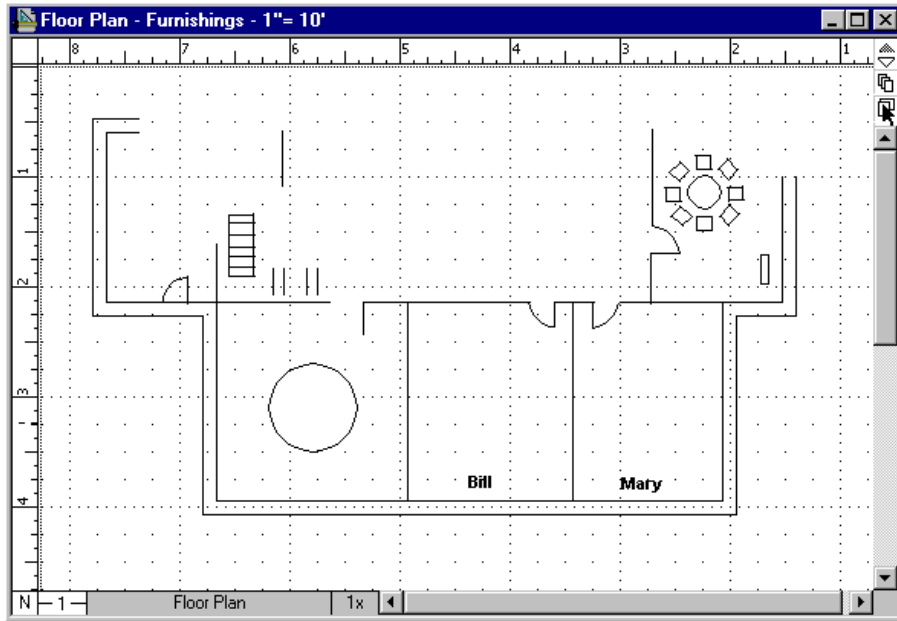 Floor Plan - Furnishings - 1"= 10'
8 7 6 5 4 3 2 1
1
2
3
4
Bill
Mary
N 1 Floor Plan 1x